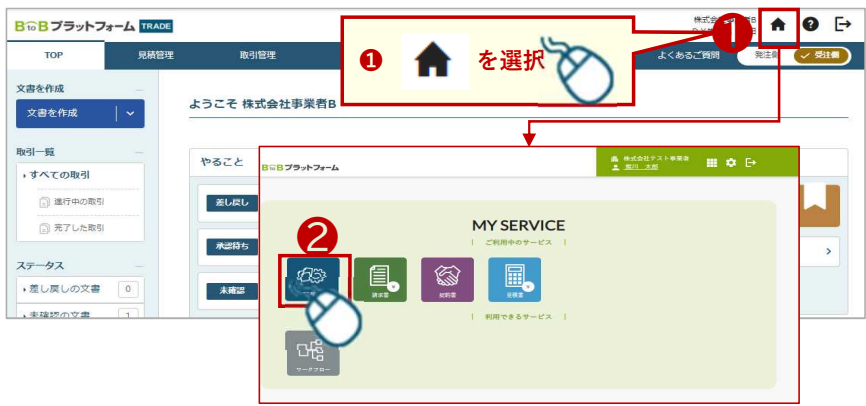 BtoBプラットフォーム TRADE
株式会社事業者B
TOP 見積管理 取引管理 よくあるご質問 発注側 受注側
❶ を選択
1
文書を作成
文書を作成
ようこそ 株式会社事業者B
取引一覧
すべての取引
進行中の取引
完了した取引
ステータス
差し戻しの文書 0
未確認の文書 1
やること
差し戻し
承認待ち
未確認
BtoBプラットフォーム
株式会社テスト事業者
MY SERVICE
ご利用中のサービス
2
請求書
契約書
見積書
利用できるサービス
ワークフロー